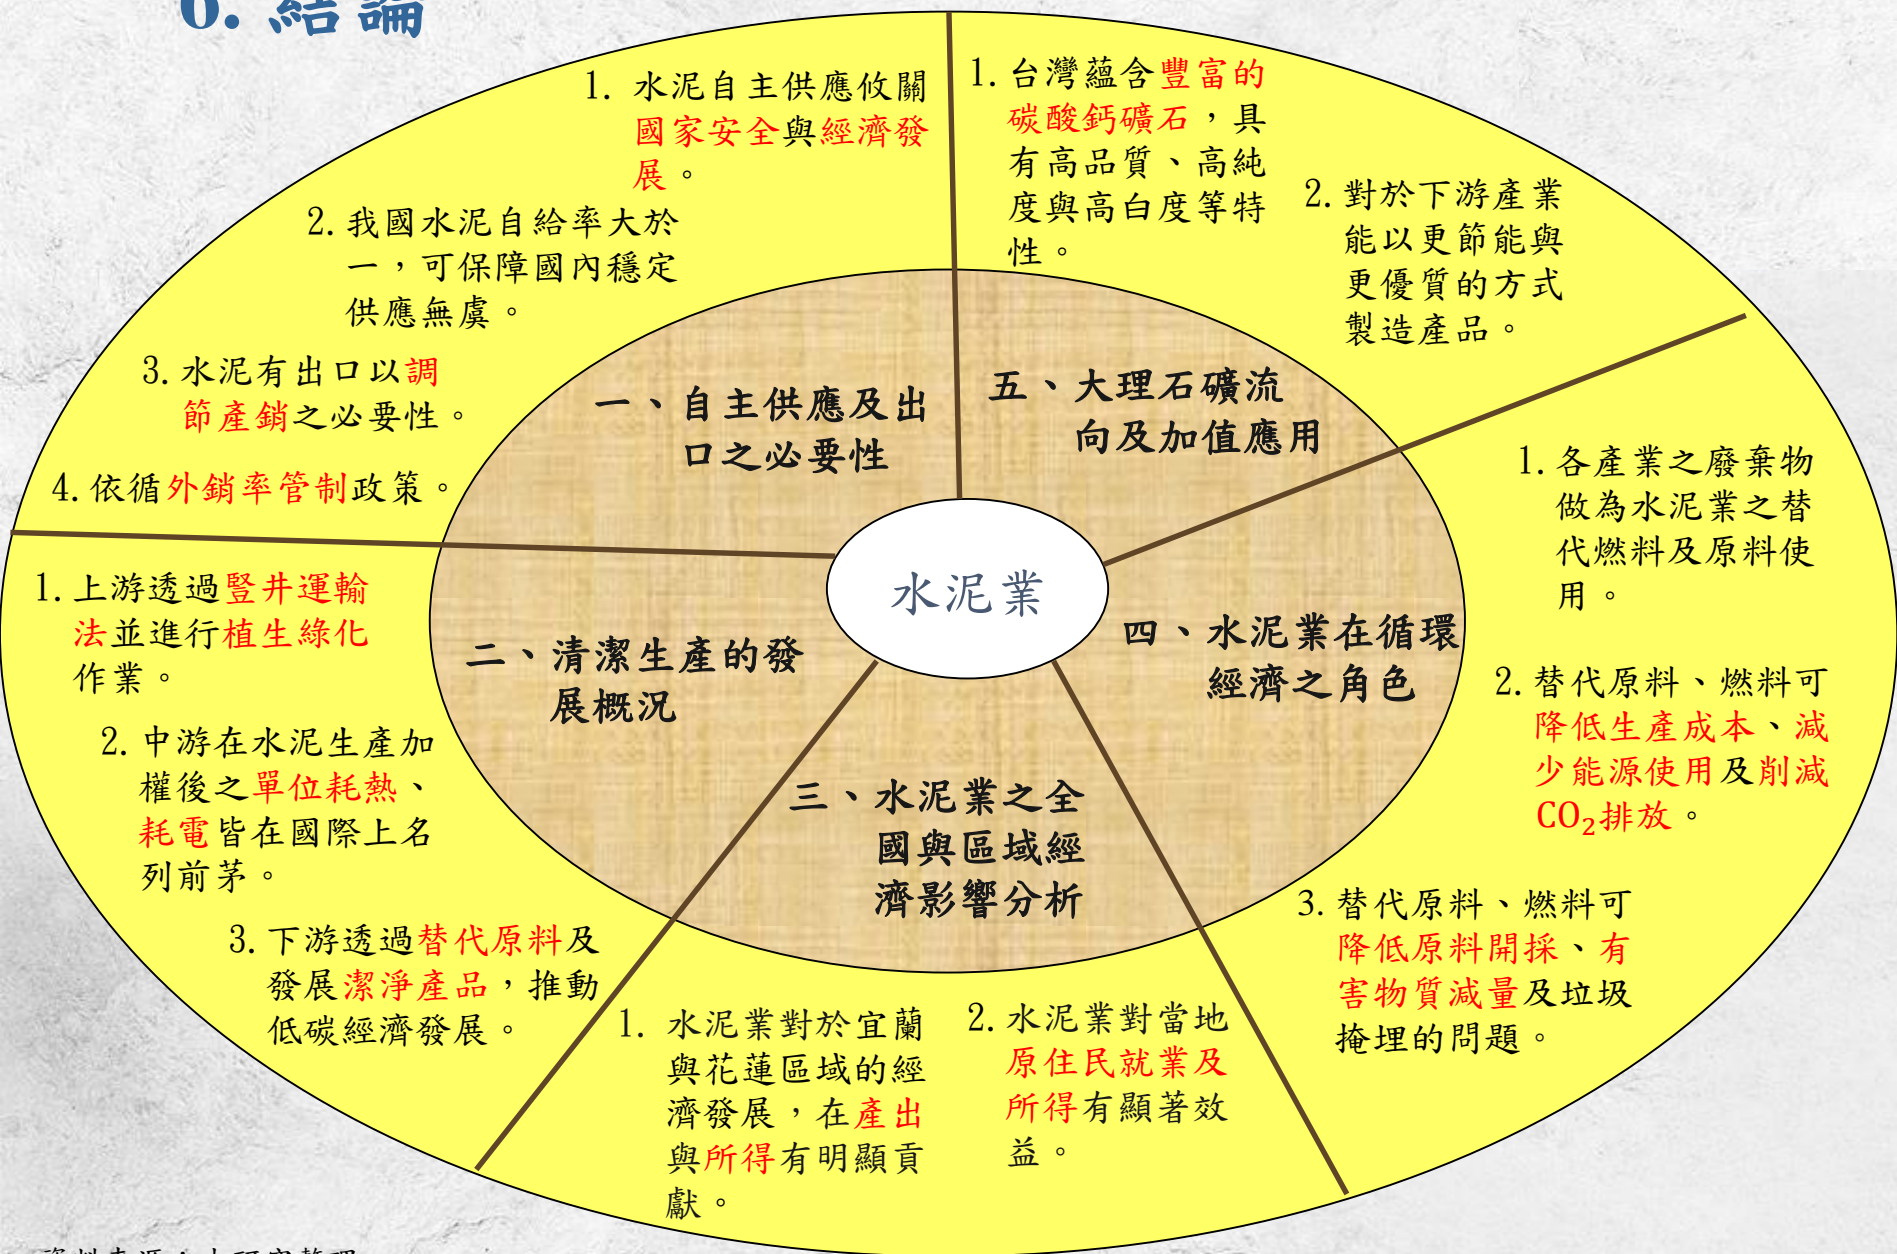 6. 結論
1. 水泥自主供應攸關
國家安全與經濟發
展。
2. 我國水泥自給率大於
一，可保障國內穩定
供應無虞。
3. 水泥有出口以調
節產銷之必要性。
4. 依循外銷率管制政策。
一、自主供應及出
口之必要性
1. 上游透過豎井運輸
法並進行植生綠化
作業。
2. 中游在水泥生產加
權後之單位耗熱、
耗電皆在國際上名
列前茅。
3. 下游透過替代原料及
發展潔淨產品，推動
低碳經濟發展。
二、清潔生產的發
展概況
三、水泥業之全
國與區域經
濟影響分析
1. 水泥業對於宜蘭
與花蓮區域的經
濟發展，在產出
與所得有明顯貢
獻。
2. 水泥業對當地
原住民就業及
所得有顯著效
益。
四、水泥業在循環
經濟之角色
1. 各產業之廢棄物
做為水泥業之替
代燃料及原料使
用。
2. 替代原料、燃料可
降低生產成本、減
少能源使用及削減
CO₂排放。
3. 替代原料、燃料可
降低原料開採、有
害物質減量及垃圾
掩埋的問題。
五、大理石礦流
向及加值應用
1. 台灣蘊含豐富的
碳酸鈣礦石，具
有高品質、高純
度與高白度等特
性。
2. 對於下游產業
能以更節能與
更優質的方式
製造產品。
水泥業
資料來源：本研究整理